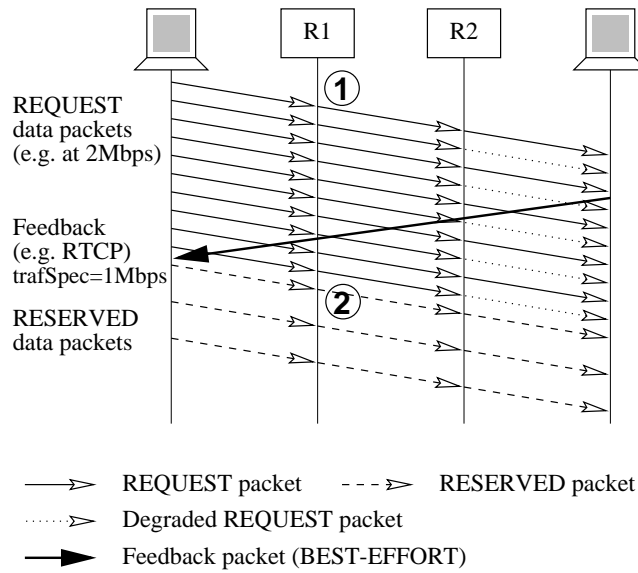 R1
R2
1
REQUEST
data packets
(e.g. at 2Mbps)
Feedback
(e.g. RTCP)
trafSpec=1Mbps
2
RESERVED
data packets
REQUEST packet
RESERVED packet
Degraded REQUEST packet
Feedback packet (BEST-EFFORT)